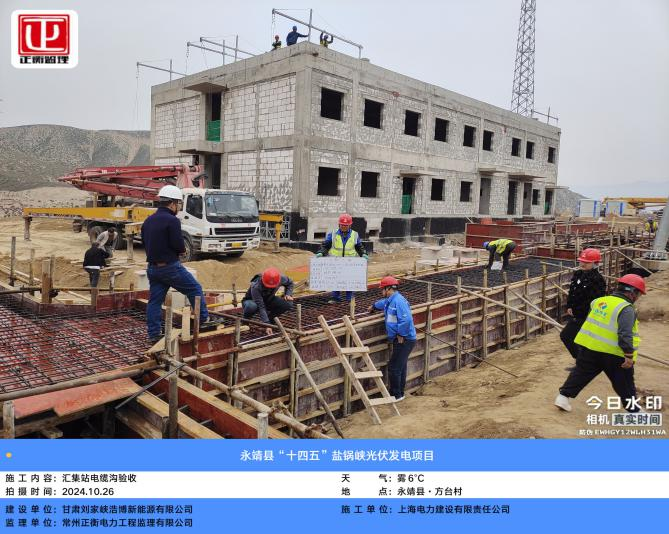 正衡监理
今日水印
相机 真实时间
防伪 EWHGY12WLH31WA
永靖县“十四五”盐锅峡光伏发电项目
施工内容：汇集站电缆沟验收
天 气：雾6℃
拍摄时间：2024.10.26
地 点：永靖县·方台村
建设单位：甘肃刘家峡浩博新能源有限公司
施工单位：上海电力建设有限责任公司
监理单位：常州正衡电力工程监理有限公司